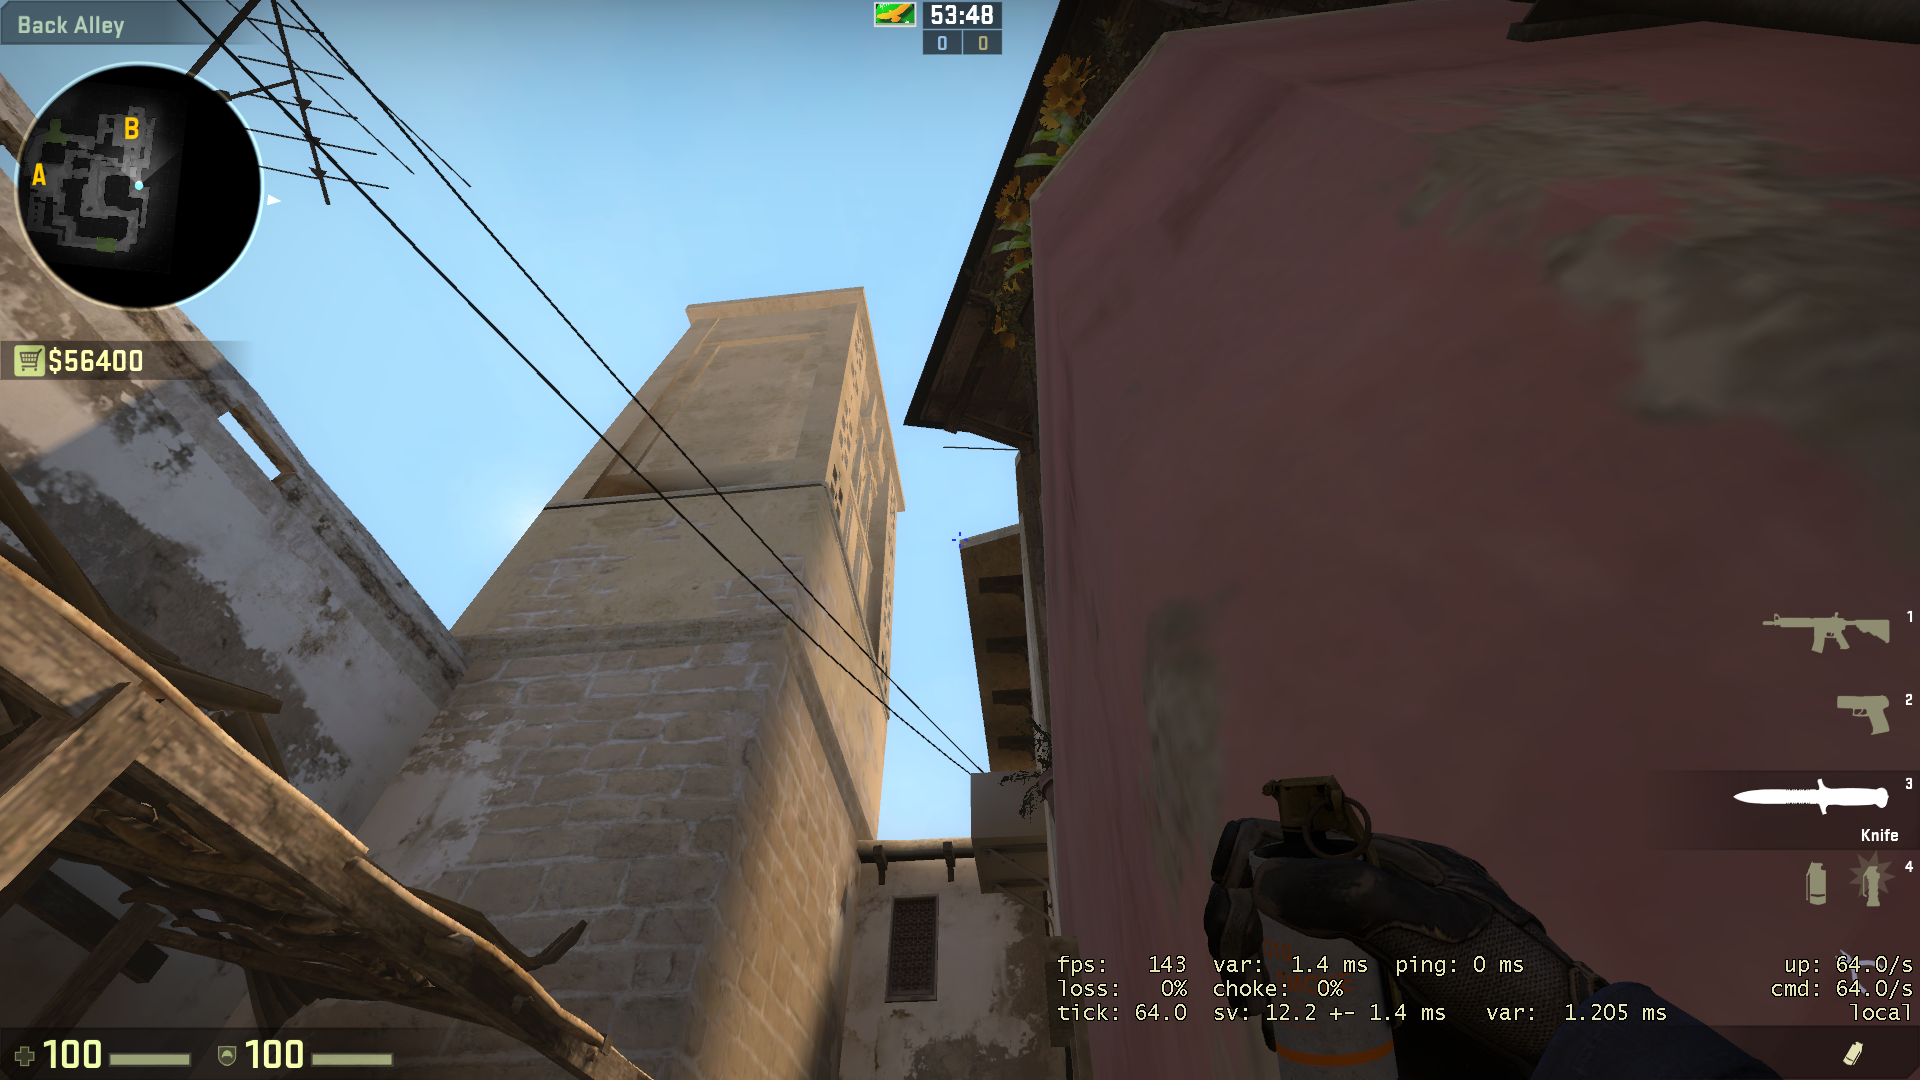 Back Alley
53:48
0 0
B
A
$56400
1
2
3
Knife
4
fps: 143 var: 1.4 ms ping: 0 ms
loss: 0% choke: 0%
tick: 64.0 sv: 12.2 +- 1.4 ms var: 1.205 ms
up: 64.0/s
cmd: 64.0/s
local
100 100